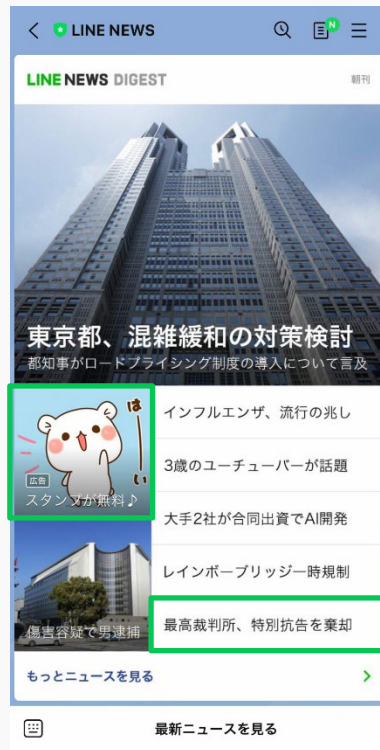 LINE NEWS
N
LINE NEWS DIGEST
朝刊
東京都、混雑緩和の対策検討
都知事がロードプライシング制度の導入について言及
はーい
広告
スタンプが無料♪
インフルエンザ、流行の兆し
3歳のユーチューバーが話題
大手2社が合同出資でAI開発
レインボーブリッジ一時規制
傷害容疑で男逮捕
最高裁判所、特別抗告を棄却
もっとニュースを見る
最新ニュースを見る